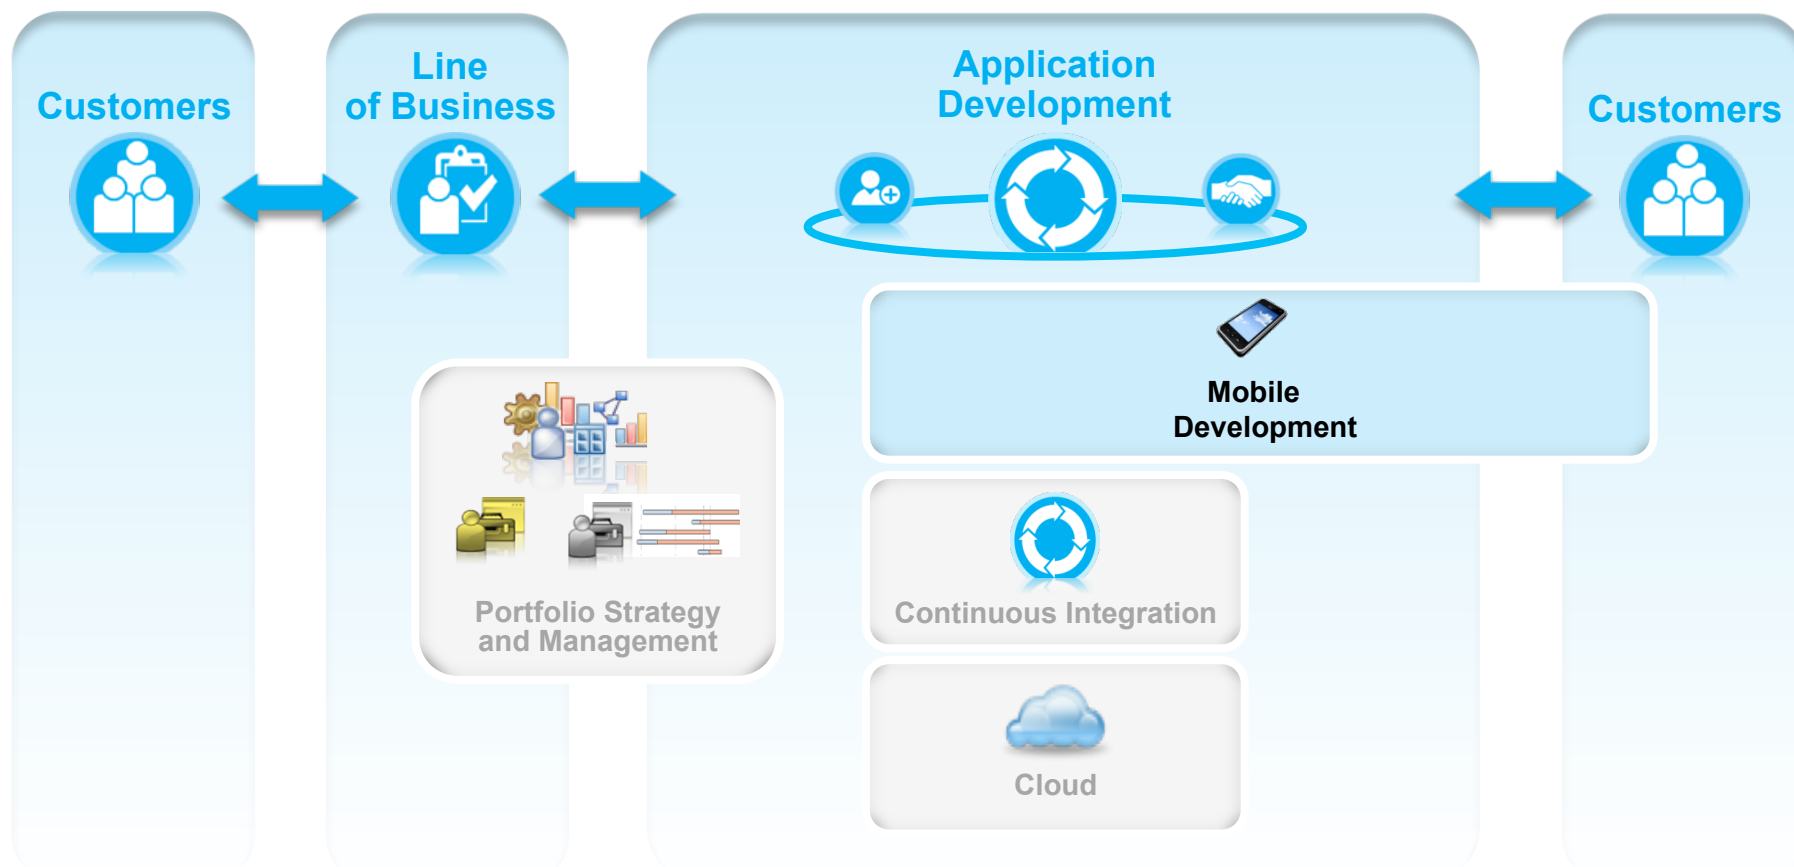 Customers
Line
of Business
Application
Development
Customers
Mobile
Development
Portfolio Strategy
and Management
Continuous Integration
Cloud